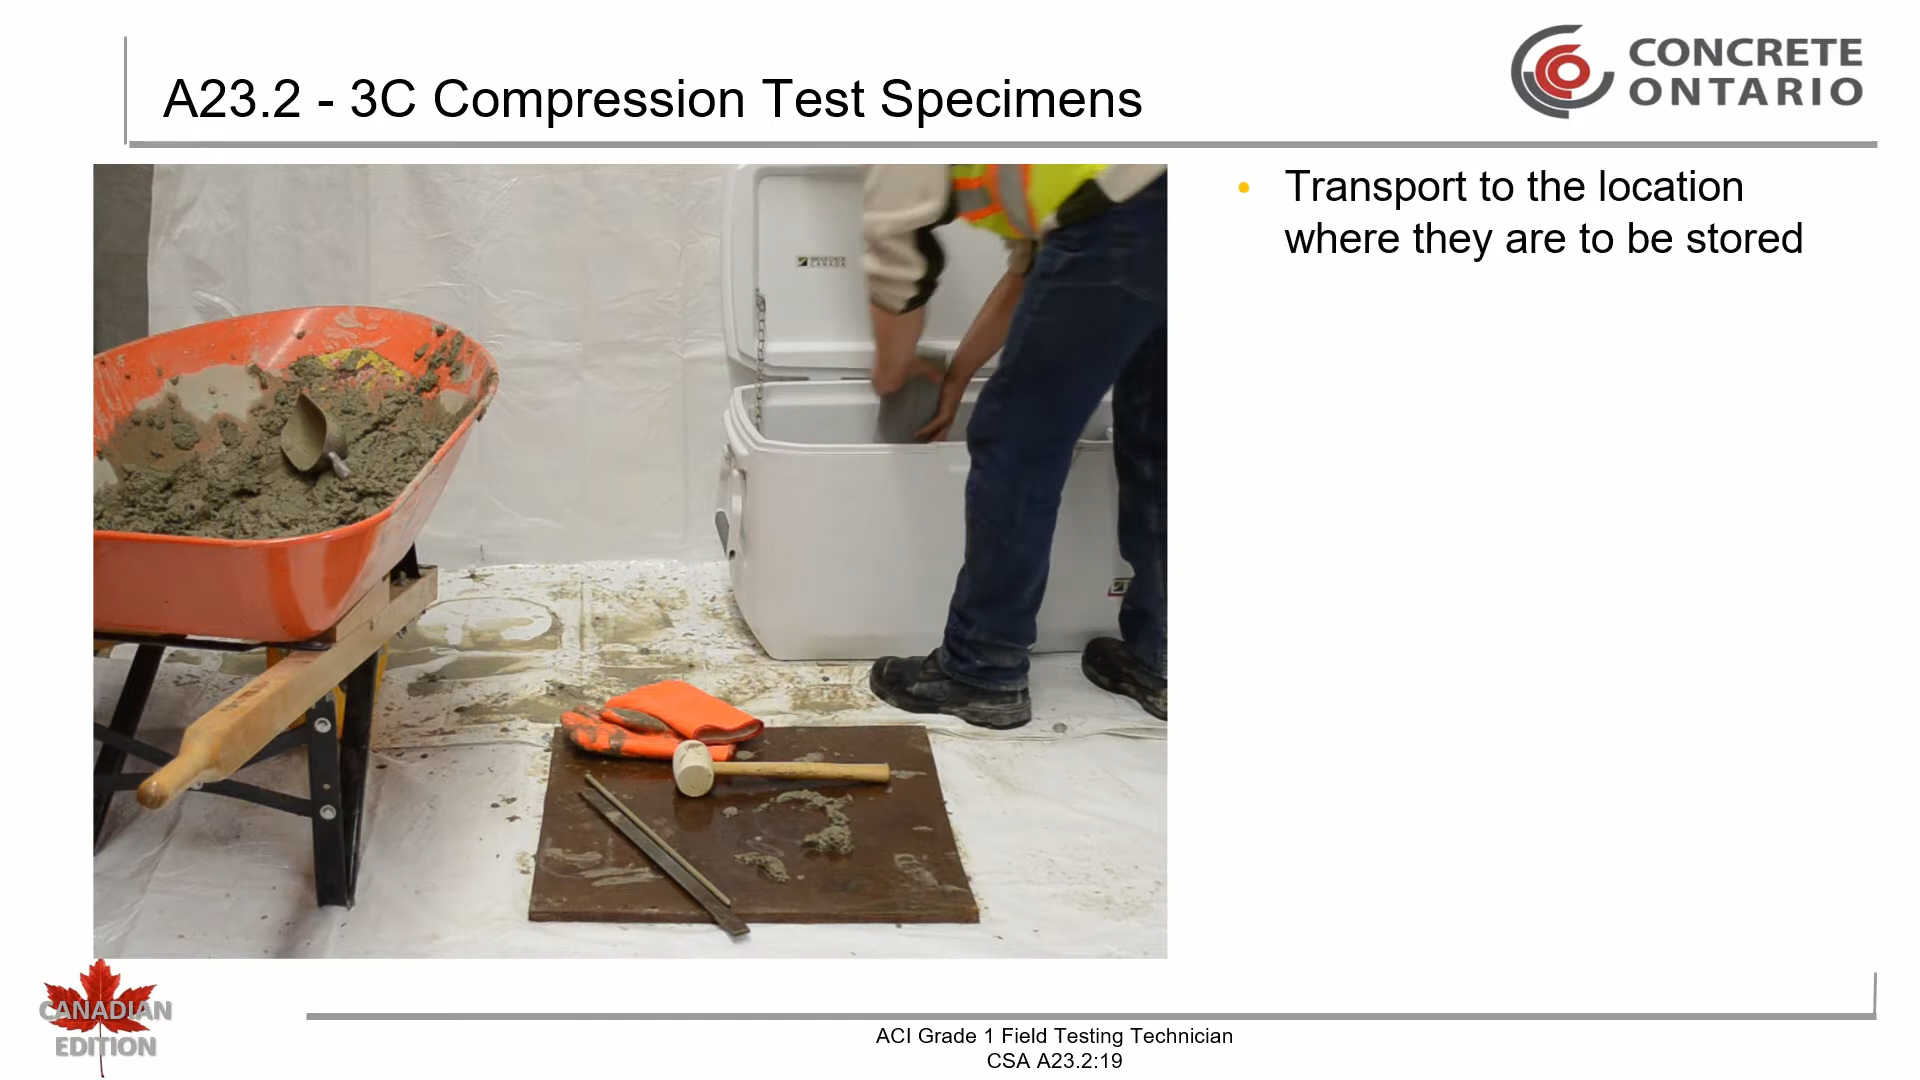 A23.2 - 3C Compression Test Specimens
CONCRETE
ONTARIO
• Transport to the location
where they are to be stored
CANADA
CANADIAN
EDITION
ACI Grade 1 Field Testing Technician
CSA A23.2:19